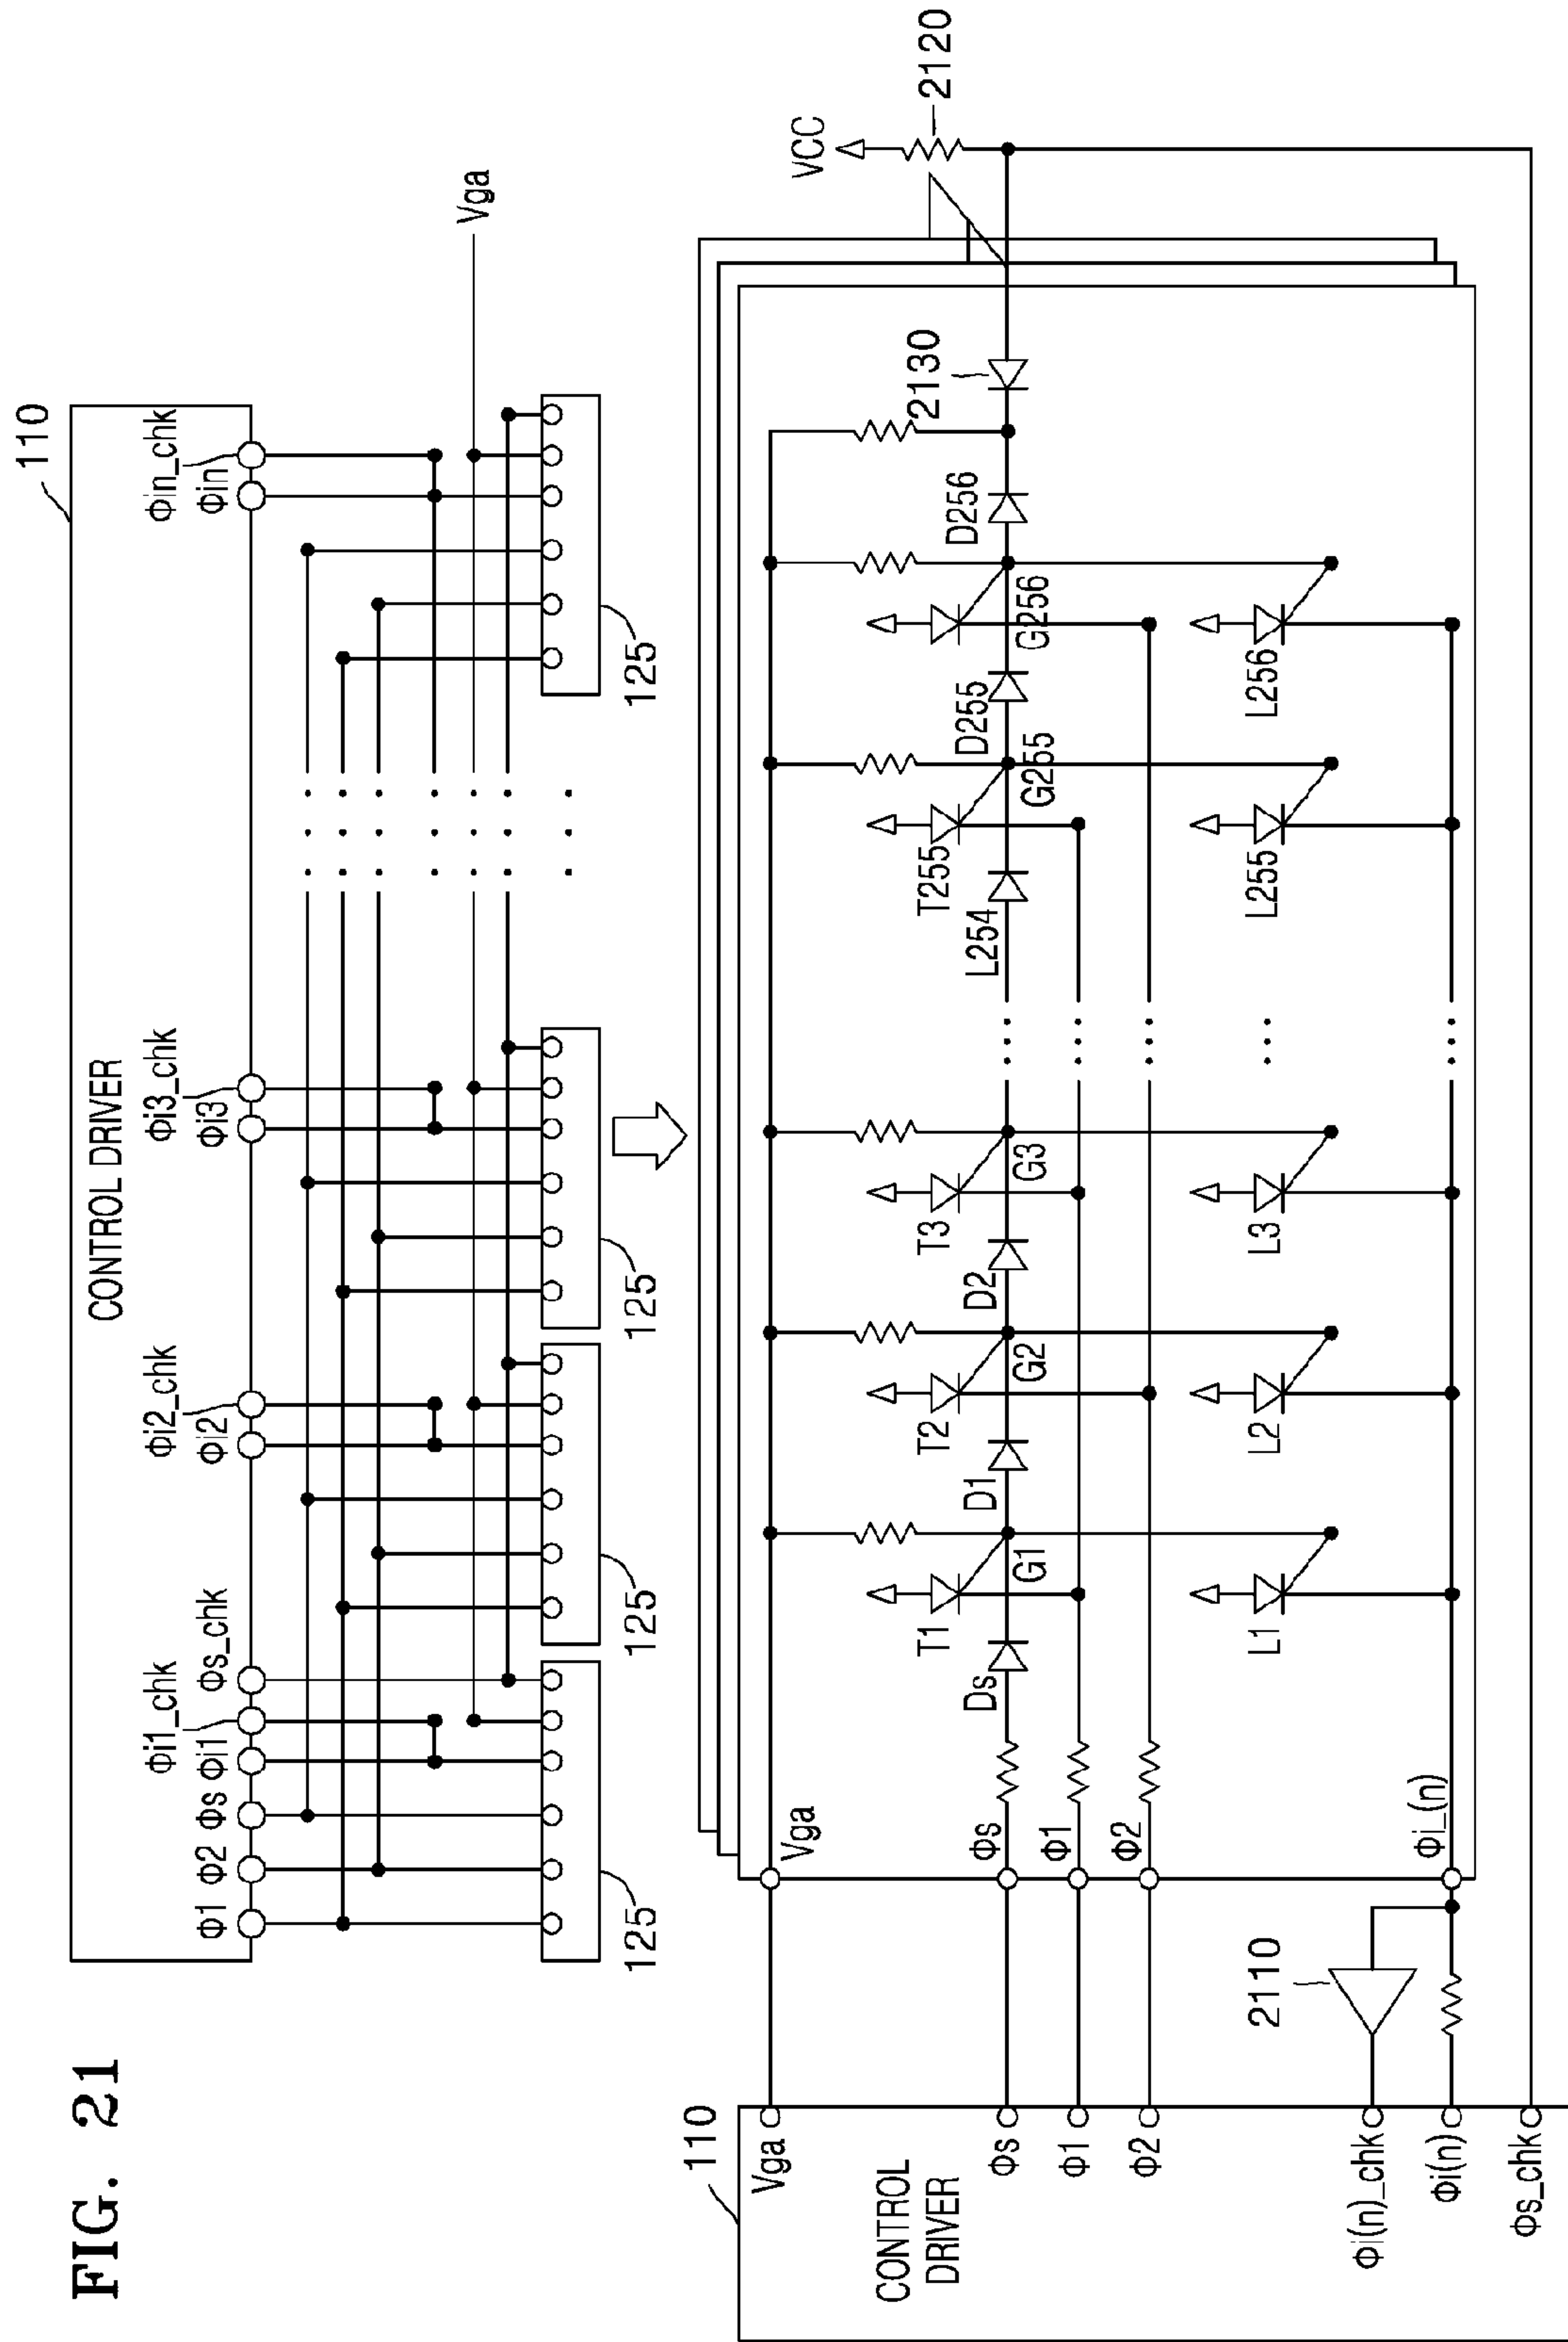 FIG. 21
110
CONTROL DRIVER
Φ1 Φ2 Φs Φi1 Φi1_chk Φs_chk Φi2 Φi2_chk Φi3 Φi3_chk Φin Φin_chk
Vga
125 125 125 125
110
CONTROL
DRIVER
Vga
Φs
Φ1
Φ2
Φi(n)_chk
Φi(n)
Φs_chk
2110
Vga
Φs
Φ1
Φ2
Φi_(n)
T1 T2 T3 T255
Ds D1 D2 L254 D255 D256
G1 G2 G3 G255 G256
L1 L2 L3 L255 L256
2130
VCC
2120